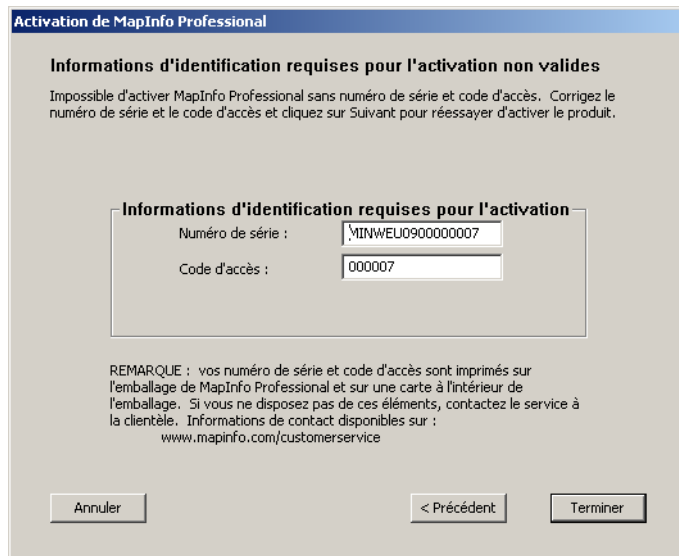 Activation de MapInfo Professional
Informations d'identification requises pour l'activation non valides
Impossible d'activer MapInfo Professional sans numéro de série et code d'accès. Corrigez le
numéro de série et le code d'accès et cliquez sur Suivant pour réessayer d'activer le produit.
Informations d'identification requises pour l'activation
Numéro de série : MINWEU0900000007
Code d'accès : 000007
REMARQUE : vos numéro de série et code d'accès sont imprimés sur
l'emballage de MapInfo Professional et sur une carte à l'intérieur de
l'emballage. Si vous ne disposez pas de ces éléments, contactez le service à
la clientèle. Informations de contact disponibles sur :
www.mapinfo.com/customerservice
Annuler < Précédent Terminer